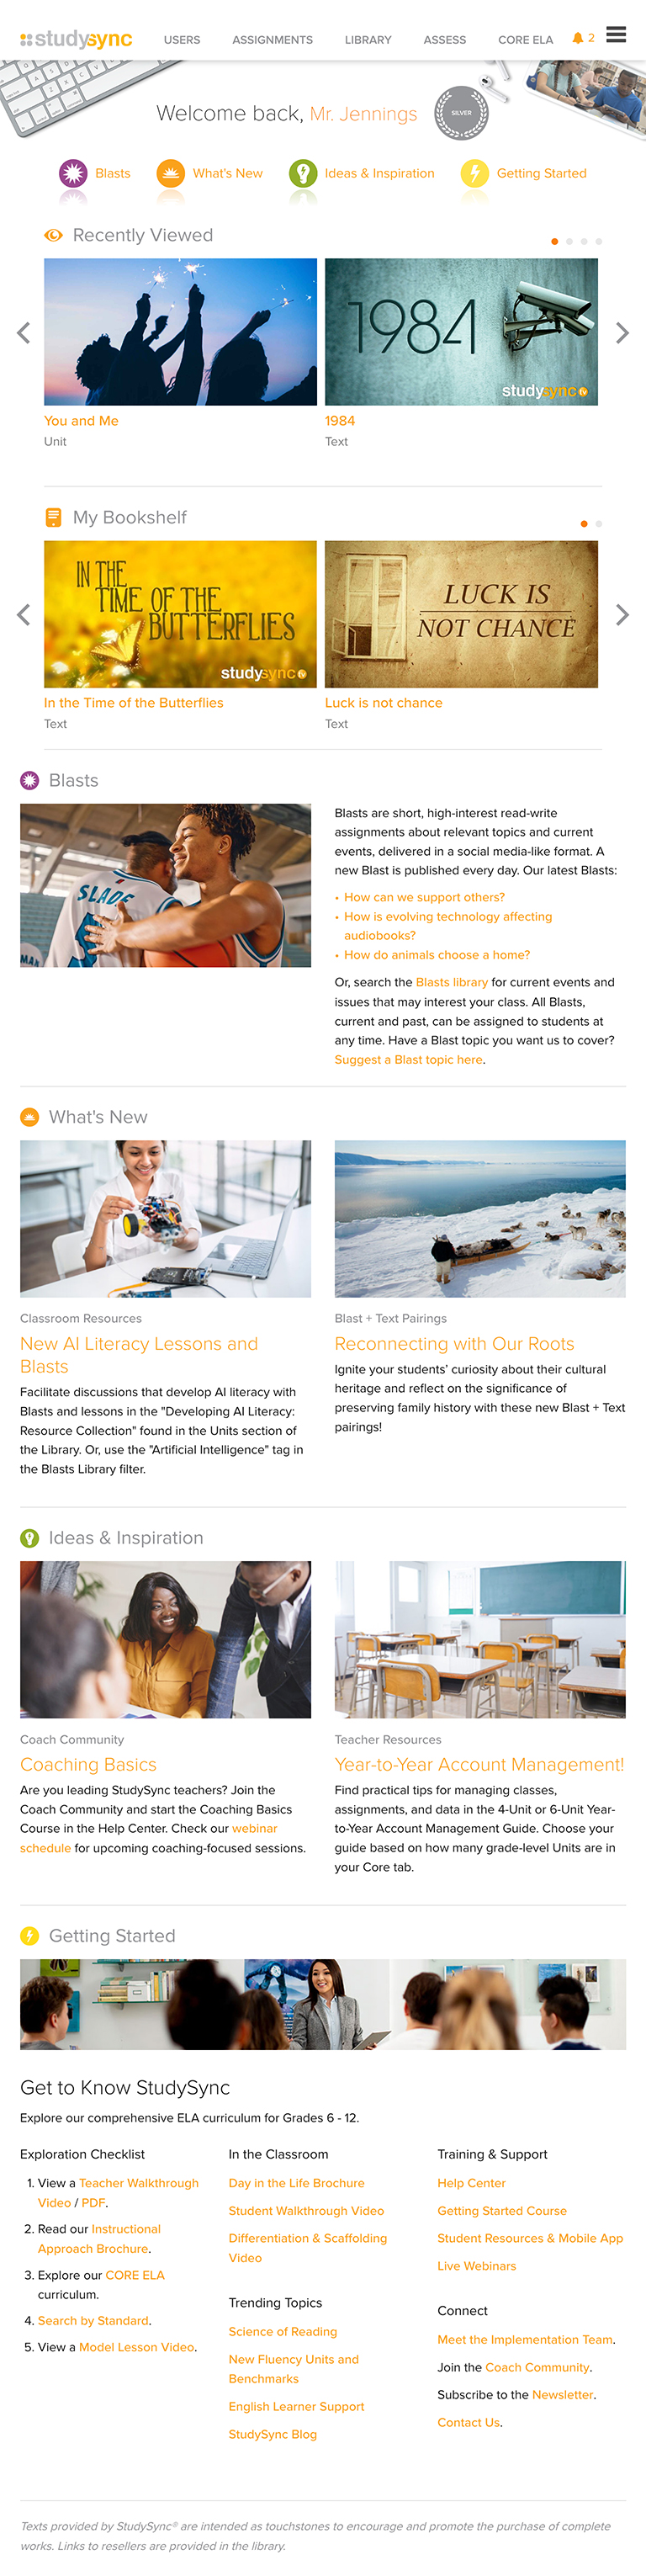 studysync
USERS ASSIGNMENTS LIBRARY ASSESS CORE ELA 2
Welcome back, Mr. Jennings
SILVER
Blasts What's New Ideas & Inspiration Getting Started
Recently Viewed
1984
studysync tv
You and Me
Unit
1984
Text
My Bookshelf
IN THE
TIME OF THE
BUTTERFLIES
studysync tv
LUCK IS
NOT CHANCE
In the Time of the Butterflies
Text
Luck is not chance
Text
Blasts
SLADE
MAN
Blasts are short, high-interest read-write
assignments about relevant topics and current
events, delivered in a social media-like format. A
new Blast is published every day. Our latest Blasts:
• How can we support others?
• How is evolving technology affecting
audiobooks?
• How do animals choose a home?
Or, search the Blasts library for current events and
issues that may interest your class. All Blasts,
current and past, can be assigned to students at
any time. Have a Blast topic you want us to cover?
Suggest a Blast topic here.
What's New
Classroom Resources
New AI Literacy Lessons and
Blasts
Facilitate discussions that develop AI literacy with
Blasts and lessons in the "Developing AI Literacy:
Resource Collection" found in the Units section of
the Library. Or, use the "Artificial Intelligence" tag in
the Blasts Library filter.
Blast + Text Pairings
Reconnecting with Our Roots
Ignite your students' curiosity about their cultural
heritage and reflect on the significance of
preserving family history with these new Blast + Text
pairings!
Ideas & Inspiration
Coach Community
Coaching Basics
Are you leading StudySync teachers? Join the
Coach Community and start the Coaching Basics
Course in the Help Center. Check our webinar
schedule for upcoming coaching-focused sessions.
Teacher Resources
Year-to-Year Account Management!
Find practical tips for managing classes,
assignments, and data in the 4-Unit or 6-Unit Year-
to-Year Account Management Guide. Choose your
guide based on how many grade-level Units are in
your Core tab.
Getting Started
Get to Know StudySync
Explore our comprehensive ELA curriculum for Grades 6 - 12.
Exploration Checklist
1. View a Teacher Walkthrough
Video / PDF.
2. Read our Instructional
Approach Brochure.
3. Explore our CORE ELA
curriculum.
4. Search by Standard.
5. View a Model Lesson Video.
In the Classroom
Day in the Life Brochure
Student Walkthrough Video
Differentiation & Scaffolding
Video
Trending Topics
Science of Reading
New Fluency Units and
Benchmarks
English Learner Support
StudySync Blog
Training & Support
Help Center
Getting Started Course
Student Resources & Mobile App
Live Webinars
Connect
Meet the Implementation Team.
Join the Coach Community.
Subscribe to the Newsletter.
Contact Us.
Texts provided by StudySync® are intended as touchstones to encourage and promote the purchase of complete
works. Links to resellers are provided in the library.